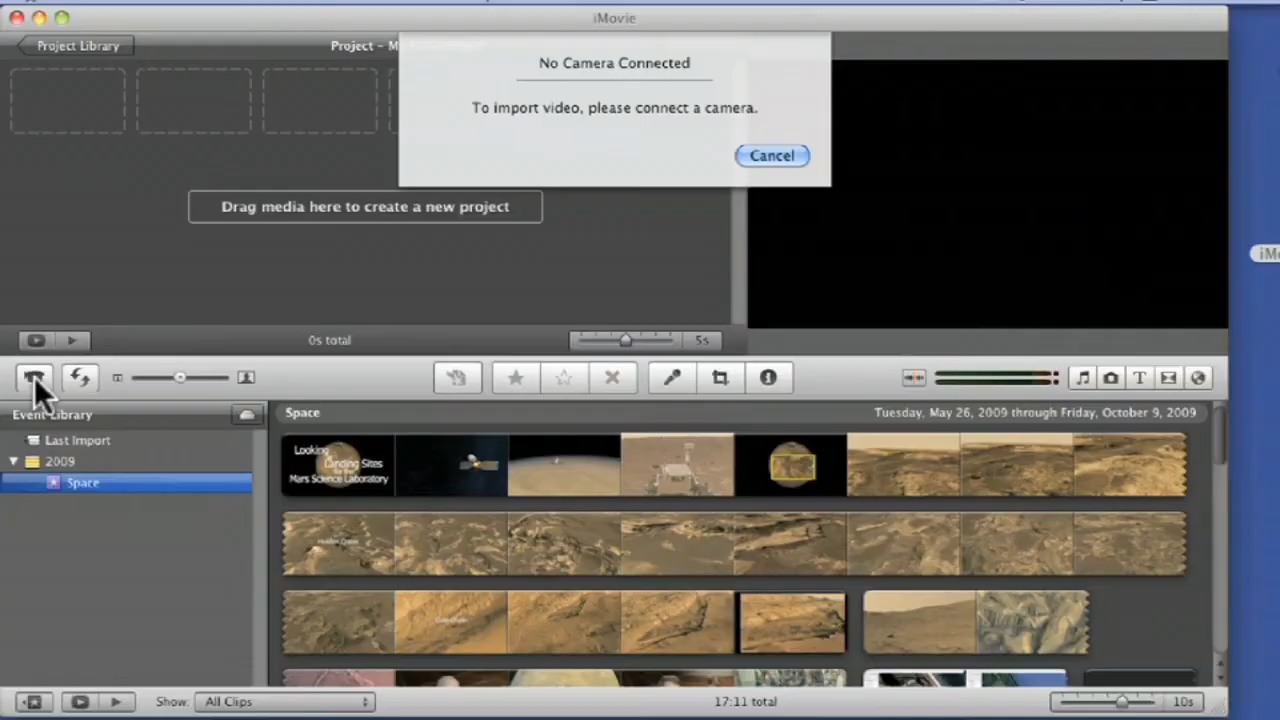 iMovie
Project Library
Project - M
No Camera Connected
To import video, please connect a camera.
Cancel
Drag media here to create a new project
0s total
5s
Event Library
Space
Tuesday, May 26, 2009 through Friday, October 9, 2009
Last Import
2009
Space
Looking
Landing Sites
for the
Mars Science Laboratory
Show:
All Clips
17:11 total
10s